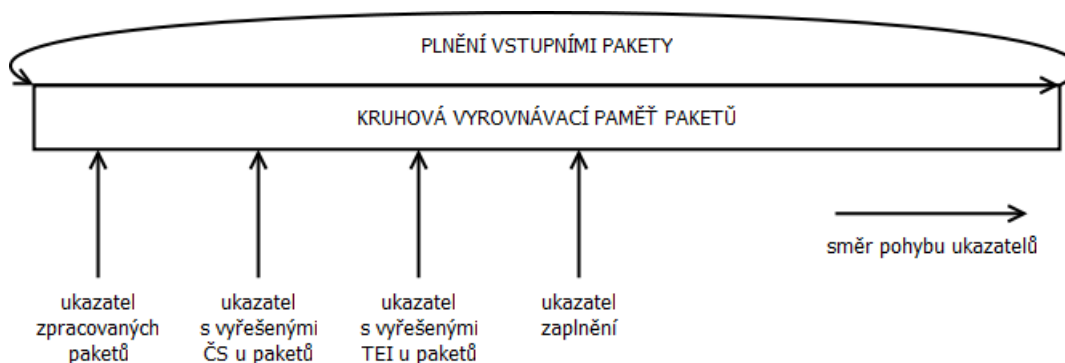 PLNĚNÍ VSTUPNÍMI PAKETY
KRUHOVÁ VYROVNÁVACÍ PAMĚŤ PAKETŮ
směr pohybu ukazatelů
ukazatel
zpracovaných
paketů
ukazatel
s vyřešenými
ČS u paketů
ukazatel
s vyřešenými
TEI u paketů
ukazatel
zaplnění